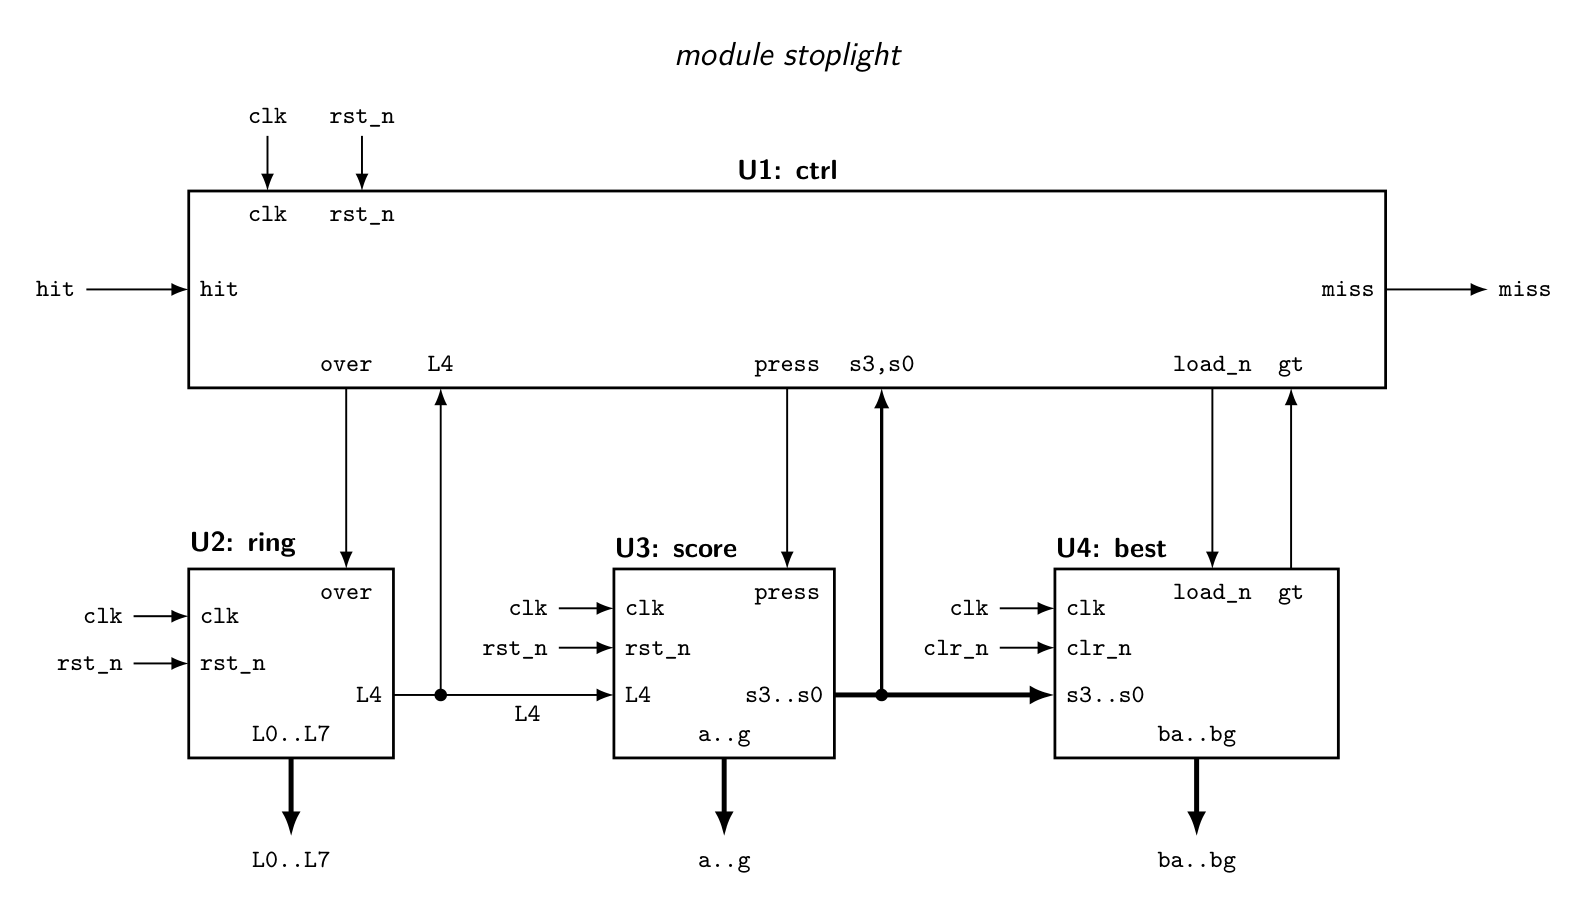 module stoplight
clk rst_n
U1: ctrl
clk rst_n
hit hit miss miss
over L4 press s3,s0 load_n gt
U2: ring U3: score U4: best
over press load_n gt
clk clk clk clk clk clk
rst_n rst_n rst_n rst_n clr_n clr_n
L4 L4 s3..s0 s3..s0
L4
L0..L7 a..g ba..bg
L0..L7 a..g ba..bg